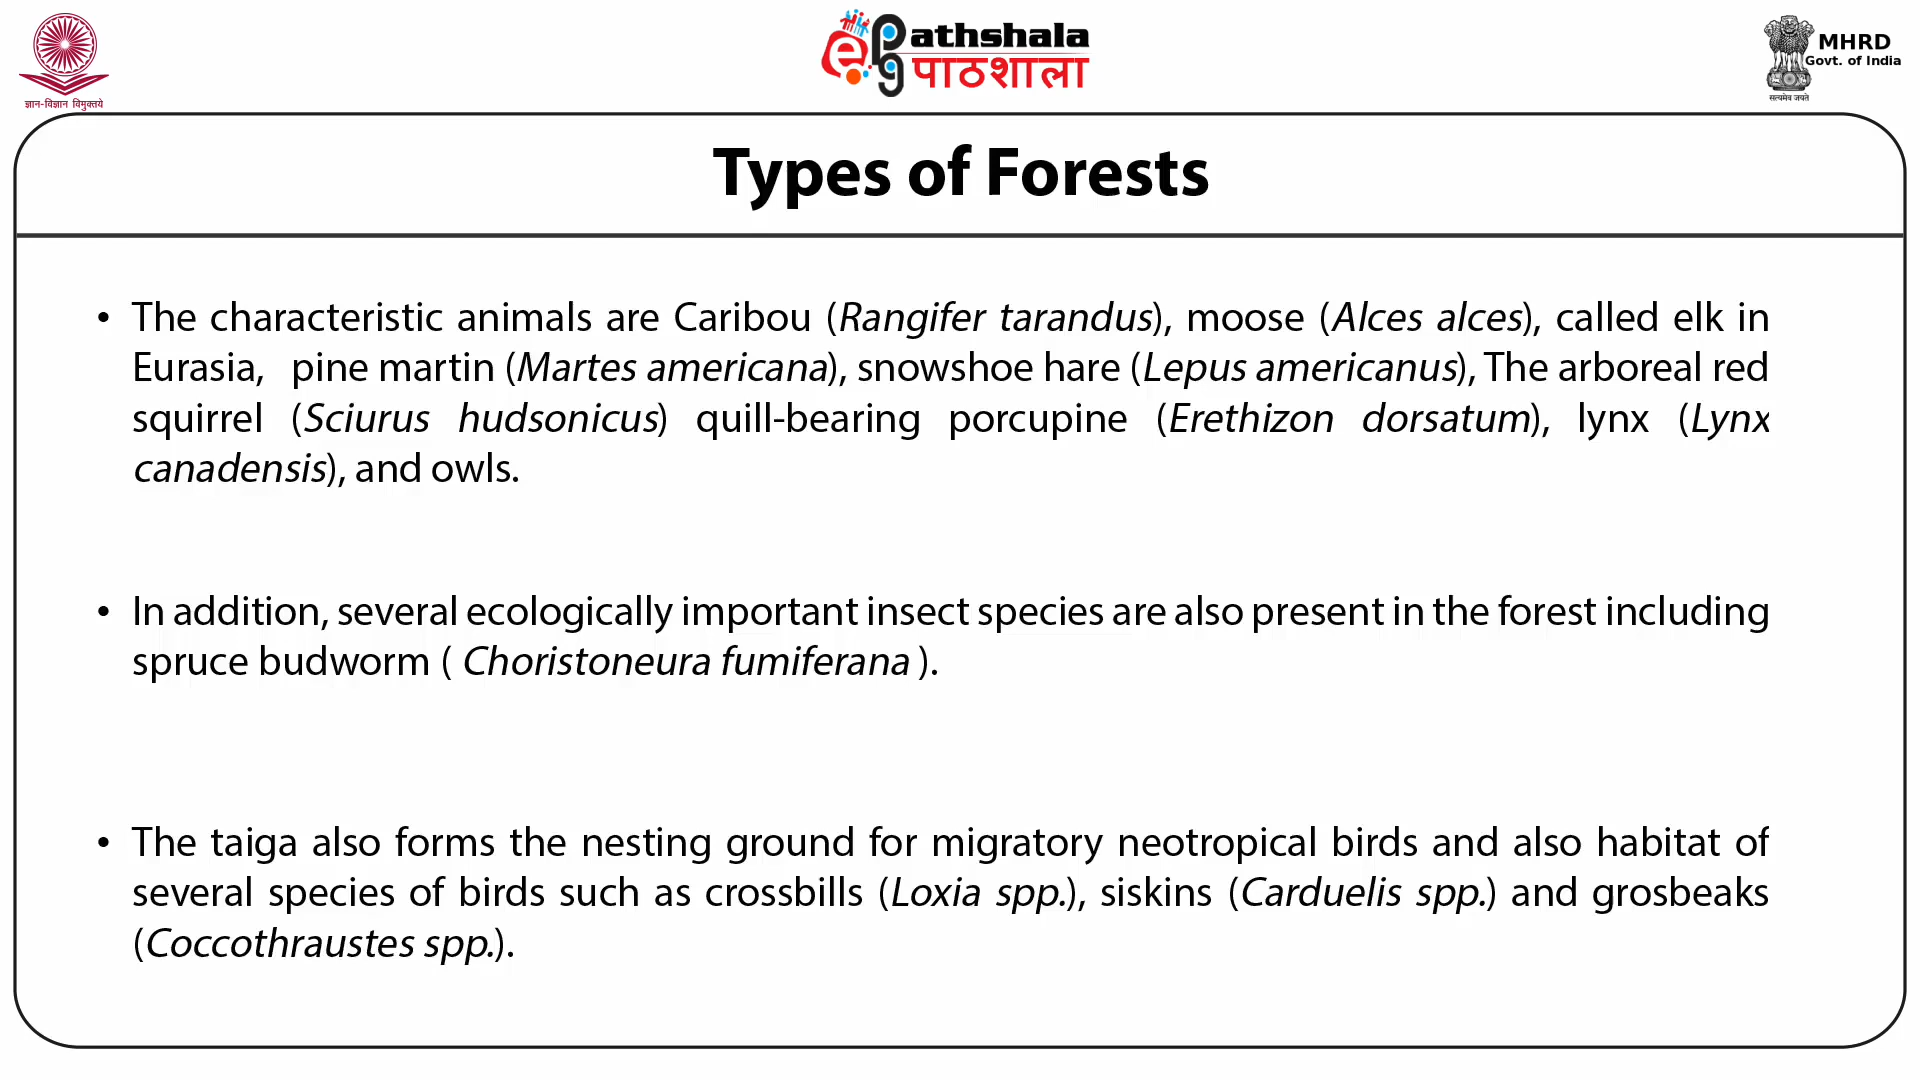 ज्ञान-विज्ञान विमुक्तये
ePG Pathshala
पाठशाला
MHRD
Govt. of India
सत्यमेव जयते
Types of Forests
• The characteristic animals are Caribou (Rangifer tarandus), moose (Alces alces), called elk in
Eurasia, pine martin (Martes americana), snowshoe hare (Lepus americanus), The arboreal red
squirrel (Sciurus hudsonicus) quill-bearing porcupine (Erethizon dorsatum), lynx (Lynx
canadensis), and owls.
• In addition, several ecologically important insect species are also present in the forest including
spruce budworm ( Choristoneura fumiferana ).
• The taiga also forms the nesting ground for migratory neotropical birds and also habitat of
several species of birds such as crossbills (Loxia spp.), siskins (Carduelis spp.) and grosbeaks
(Coccothraustes spp.).